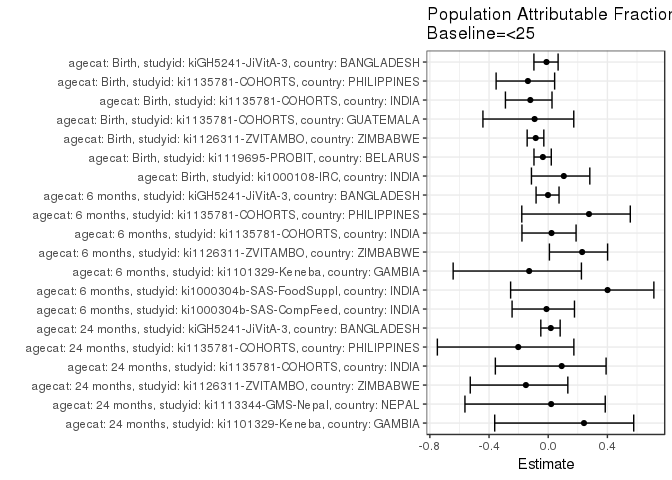 Population Attributable Fraction
Baseline=<25
agecat: Birth, studyid: kiGH5241-JiVitA-3, country: BANGLADESH
agecat: Birth, studyid: ki1135781-COHORTS, country: PHILIPPINES
agecat: Birth, studyid: ki1135781-COHORTS, country: INDIA
agecat: Birth, studyid: ki1135781-COHORTS, country: GUATEMALA
agecat: Birth, studyid: ki1126311-ZVITAMBO, country: ZIMBABWE
agecat: Birth, studyid: ki1119695-PROBIT, country: BELARUS
agecat: Birth, studyid: ki1000108-IRC, country: INDIA
agecat: 6 months, studyid: kiGH5241-JiVitA-3, country: BANGLADESH
agecat: 6 months, studyid: ki1135781-COHORTS, country: PHILIPPINES
agecat: 6 months, studyid: ki1135781-COHORTS, country: INDIA
agecat: 6 months, studyid: ki1126311-ZVITAMBO, country: ZIMBABWE
agecat: 6 months, studyid: ki1101329-Keneba, country: GAMBIA
agecat: 6 months, studyid: ki1000304b-SAS-FoodSuppl, country: INDIA
agecat: 6 months, studyid: ki1000304b-SAS-CompFeed, country: INDIA
agecat: 24 months, studyid: kiGH5241-JiVitA-3, country: BANGLADESH
agecat: 24 months, studyid: ki1135781-COHORTS, country: PHILIPPINES
agecat: 24 months, studyid: ki1135781-COHORTS, country: INDIA
agecat: 24 months, studyid: ki1126311-ZVITAMBO, country: ZIMBABWE
agecat: 24 months, studyid: ki1113344-GMS-Nepal, country: NEPAL
agecat: 24 months, studyid: ki1101329-Keneba, country: GAMBIA
-0.8 -0.4 0.0 0.4
Estimate